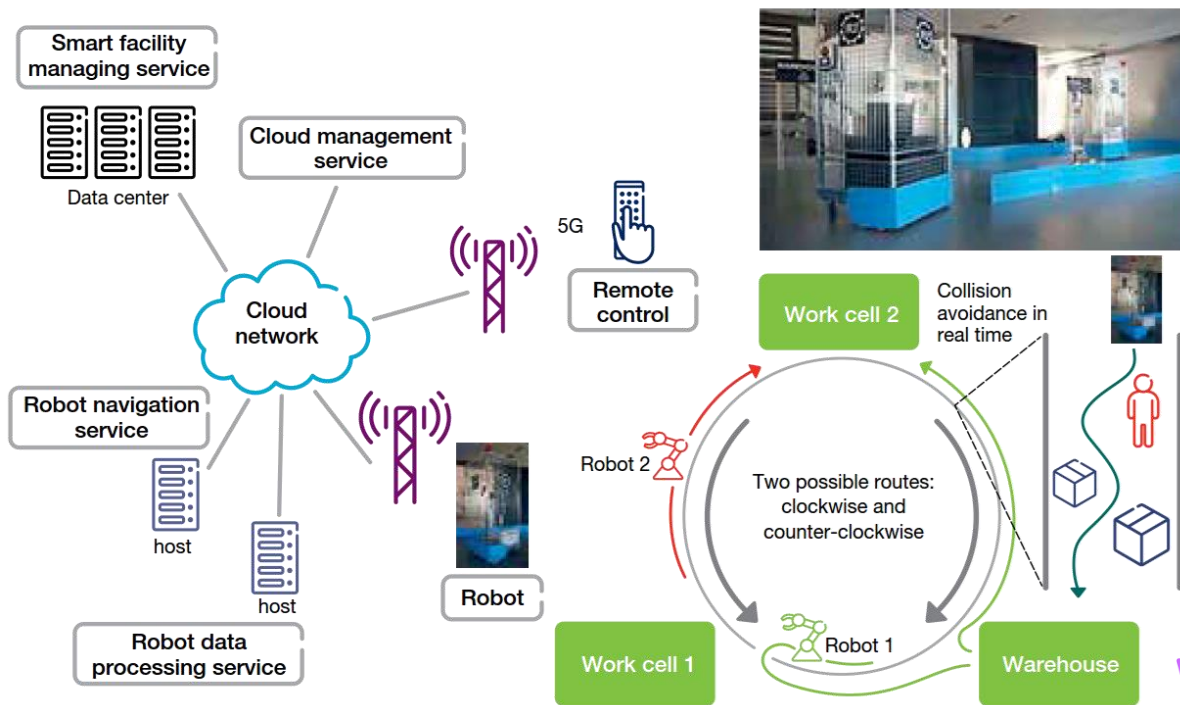 Smart facility
managing service
Data center
Cloud management
service
5G
Remote
control
Cloud
network
Robot navigation
service
host
host
Robot data
processing service
Robot
Work cell 2
Collision
avoidance in
real time
Robot 2
Two possible routes:
clockwise and
counter-clockwise
Work cell 1
Robot 1
Warehouse